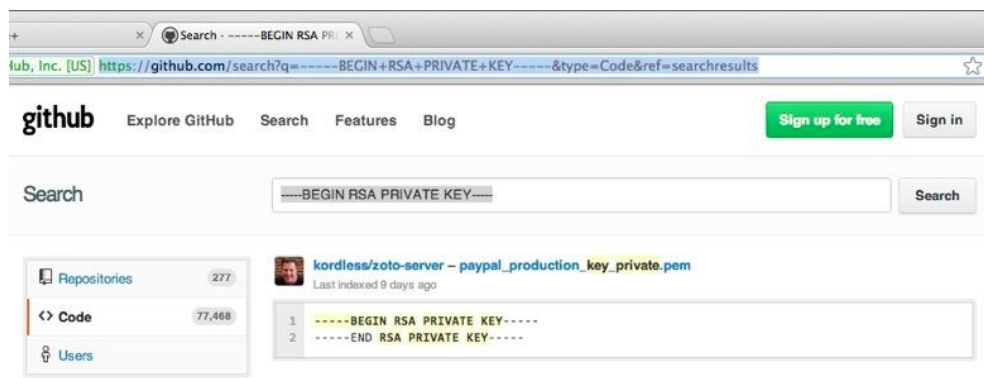 Search - -----BEGIN RSA PRI
Hub, Inc. [US] https://github.com/search?q=-----BEGIN+RSA+PRIVATE+KEY-----&type=Code&ref=searchresults
github Explore GitHub Search Features Blog Sign up for free Sign in
Search -----BEGIN RSA PRIVATE KEY----- Search
Repositories 277
Code 77,468
Users
kordless/zoto-server – paypal_production_key_private.pem
Last indexed 9 days ago
1 -----BEGIN RSA PRIVATE KEY-----
2 -----END RSA PRIVATE KEY-----